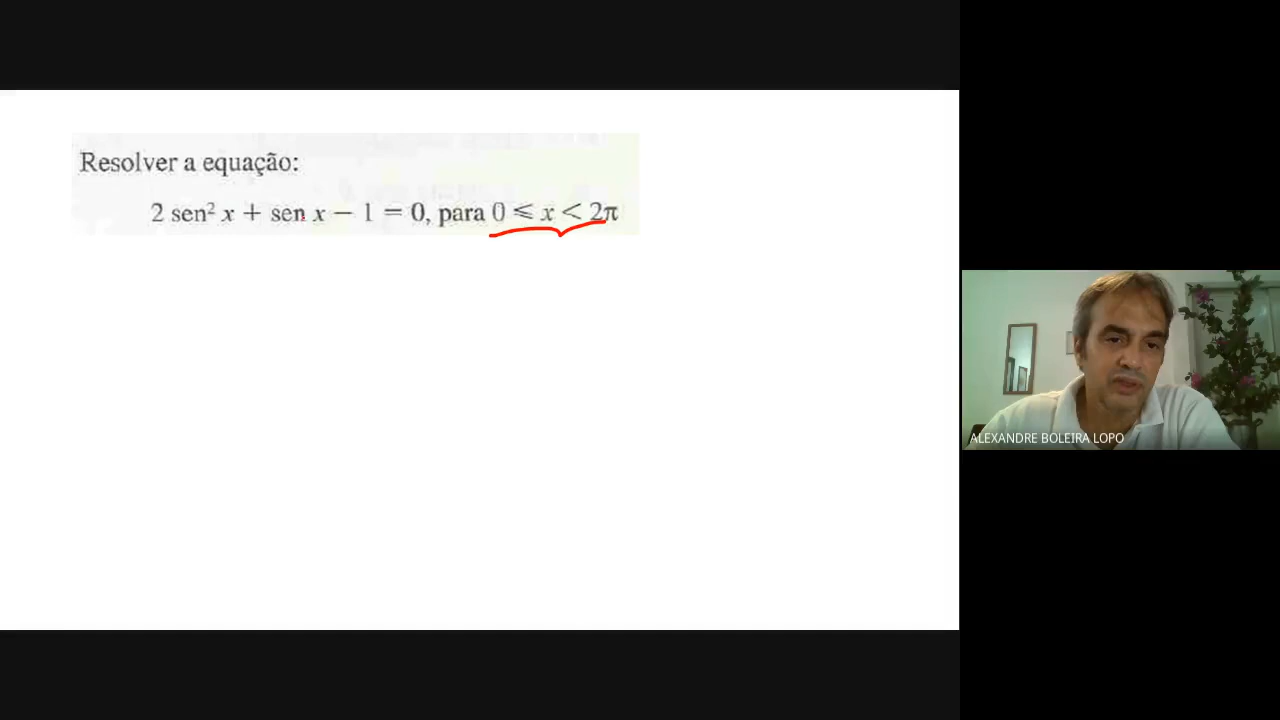 Resolver a equação:
2 sen² x + sen x − 1 = 0, para 0 ⩽ x < 2π
ALEXANDRE BOLEIRA LOPO